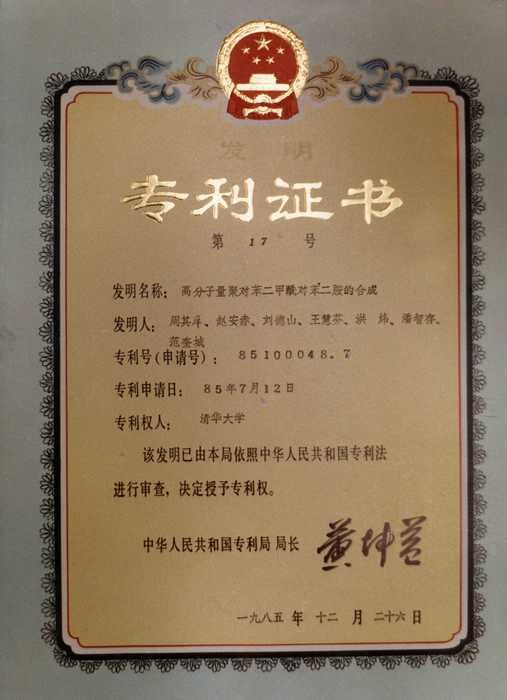 发明
专利证书
第 17 号
发明名称：高分子量聚对苯二甲酰对苯二胺的合成
发明人：周其庠、赵安赤、刘德山、王慧芬、洪 炜、潘智存、
范奎城
专利号(申请号)：85100048.7
专利申请日：85年7月12日
专利权人：清华大学
该发明已由本局依照中华人民共和国专利法
进行审查，决定授予专利权。
中华人民共和国专利局 局长 黄坤益
一九八五 年 十二 月 二十六 日